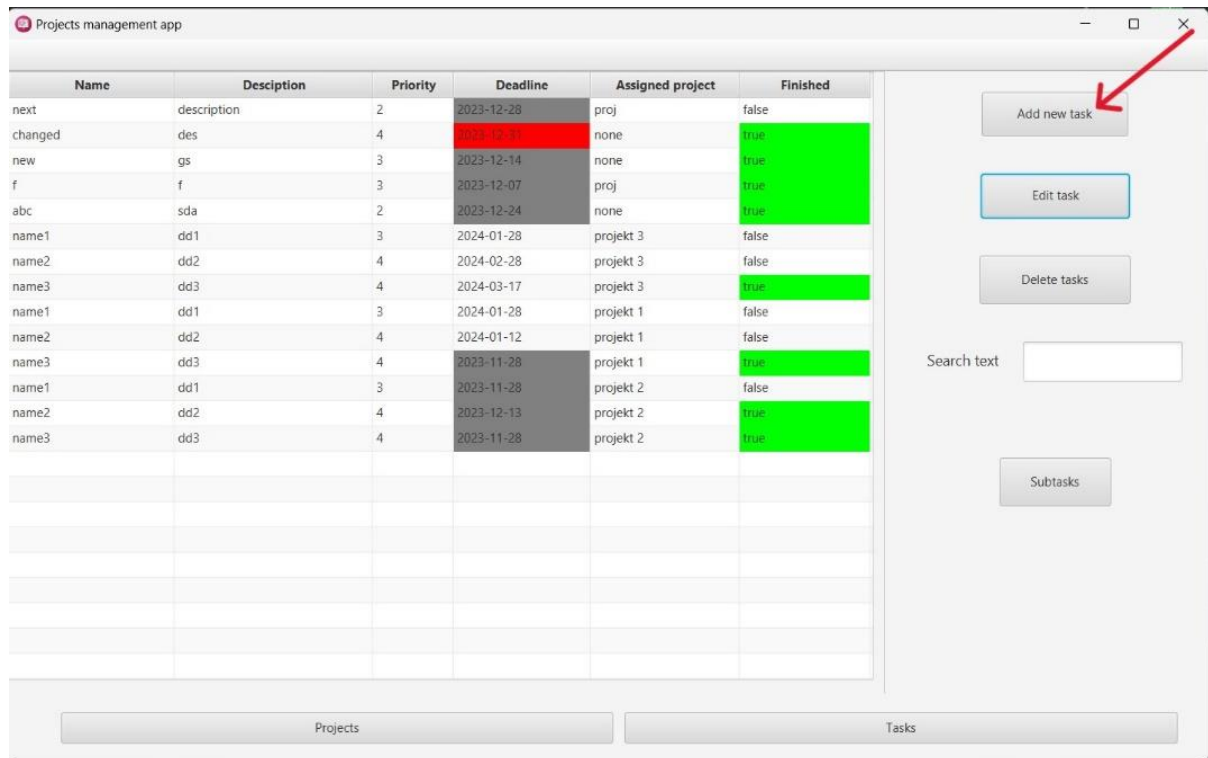 Projects management app
Name Desciption Priority Deadline Assigned project Finished
next description 2 2023-12-28 proj false
changed des 4 2023-12-31 none true
new gs 3 2023-12-14 none true
f f 3 2023-12-07 proj true
abc sda 2 2023-12-24 none true
name1 dd1 3 2024-01-28 projekt 3 false
name2 dd2 4 2024-02-28 projekt 3 false
name3 dd3 4 2024-03-17 projekt 3 true
name1 dd1 3 2024-01-28 projekt 1 false
name2 dd2 4 2024-01-12 projekt 1 false
name3 dd3 4 2023-11-28 projekt 1 true
name1 dd1 3 2023-11-28 projekt 2 false
name2 dd2 4 2023-12-13 projekt 2 true
name3 dd3 4 2023-11-28 projekt 2 true
Add new task
Edit task
Delete tasks
Search text
Subtasks
Projects
Tasks